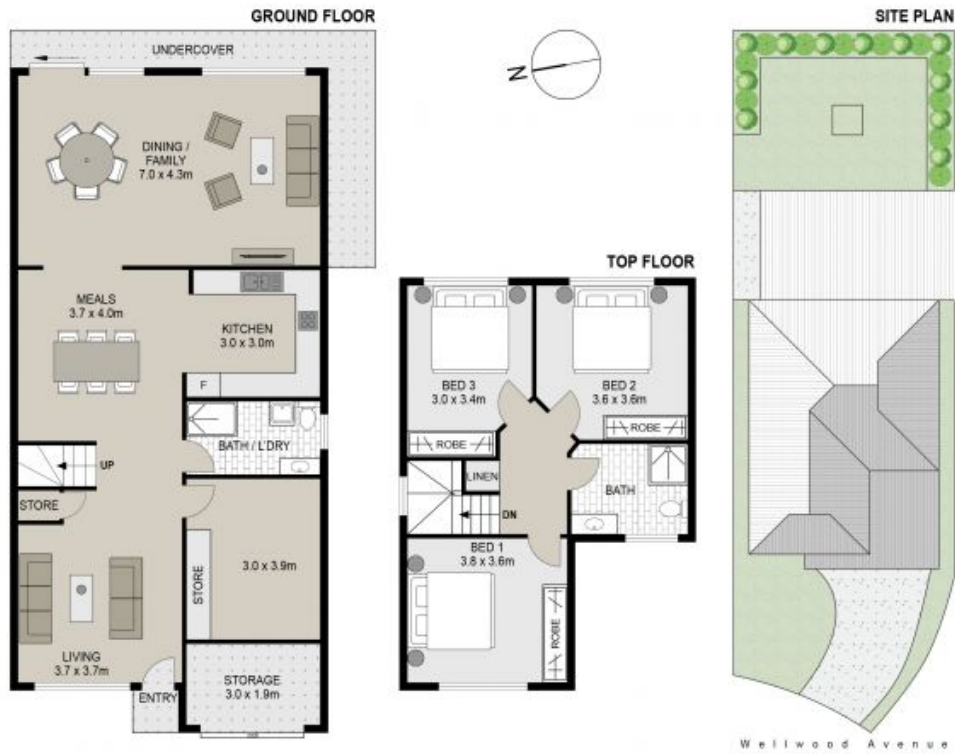 GROUND FLOOR
UNDERCOVER
DINING /
FAMILY
7.0 x 4.3m
MEALS
3.7 x 4.0m
KITCHEN
3.0 x 3.0m
F
BATH / L'DRY
UP
STORE
3.0 x 3.9m
STORE
LIVING
3.7 x 3.7m
ENTRY
STORAGE
3.0 x 1.9m
N
TOP FLOOR
BED 3
3.0 x 3.4m
BED 2
3.6 x 3.6m
ROBE
ROBE
LINEN
BATH
DN
BED 1
3.8 x 3.6m
ROBE
SITE PLAN
Wellwood Avenue